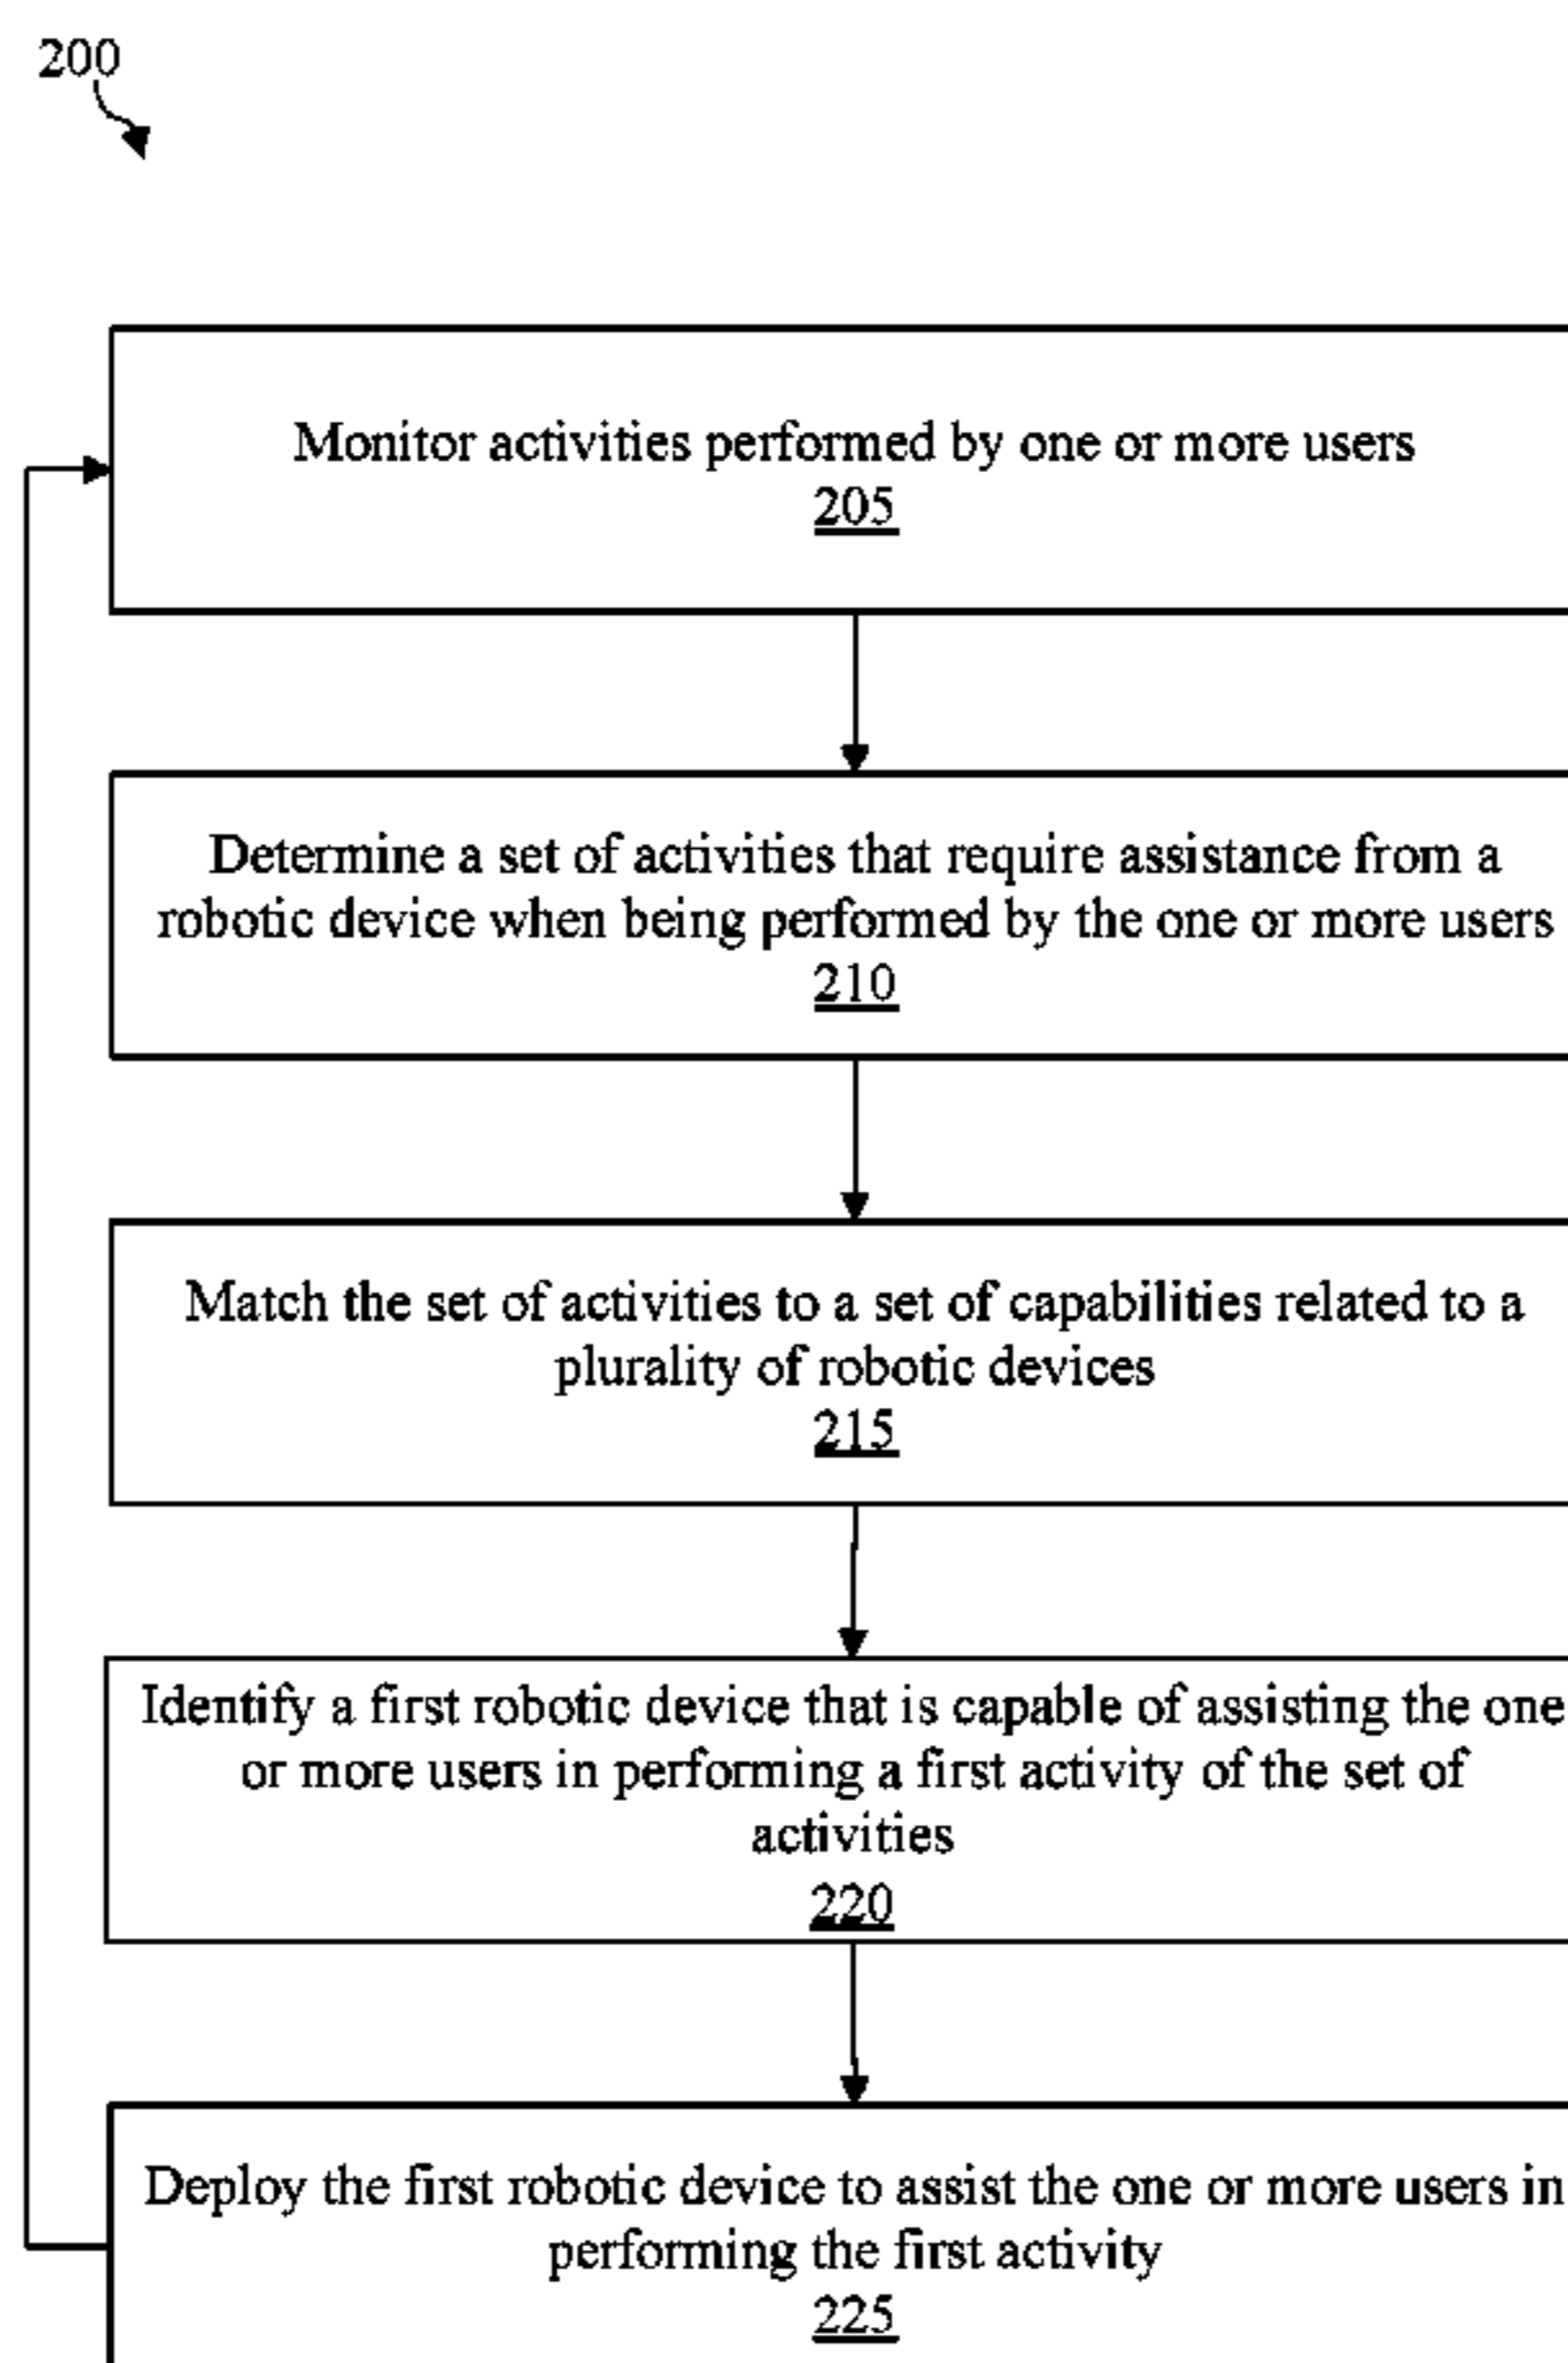 200
Monitor activities performed by one or more users
205
Determine a set of activities that require assistance from a
robotic device when being performed by the one or more users
210
Match the set of activities to a set of capabilities related to a
plurality of robotic devices
215
Identify a first robotic device that is capable of assisting the one
or more users in performing a first activity of the set of
activities
220
Deploy the first robotic device to assist the one or more users in
performing the first activity
225